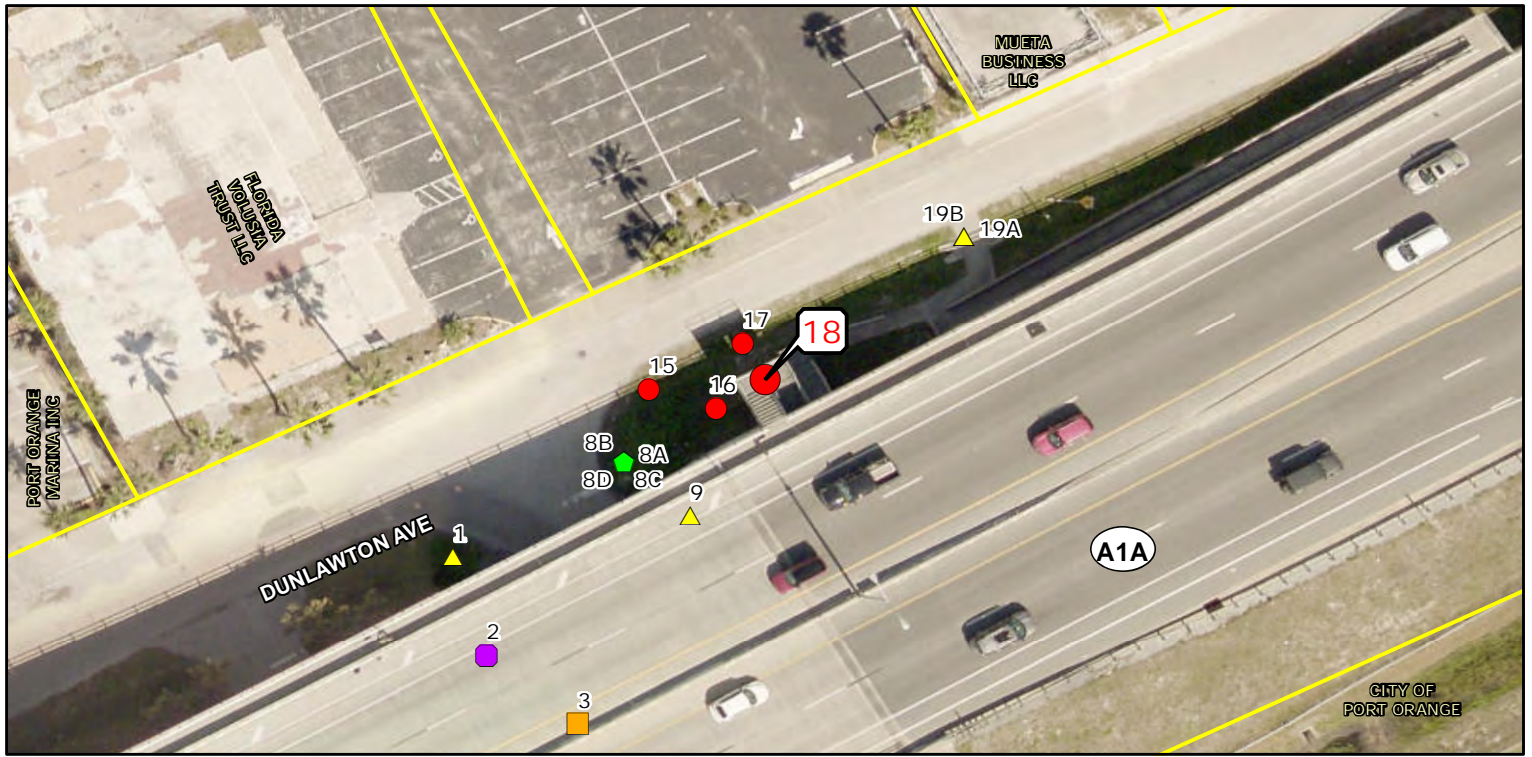 MUETA
BUSINESS
LLC
FLORIDA
VOLUSIA
TRUST LLC
19B
19A
17
18
15
16
PORT ORANGE
MARINA INC
8B
8A
8D
8C
9
DUNLAWTON AVE
1
A1A
2
3
CITY OF
PORT ORANGE